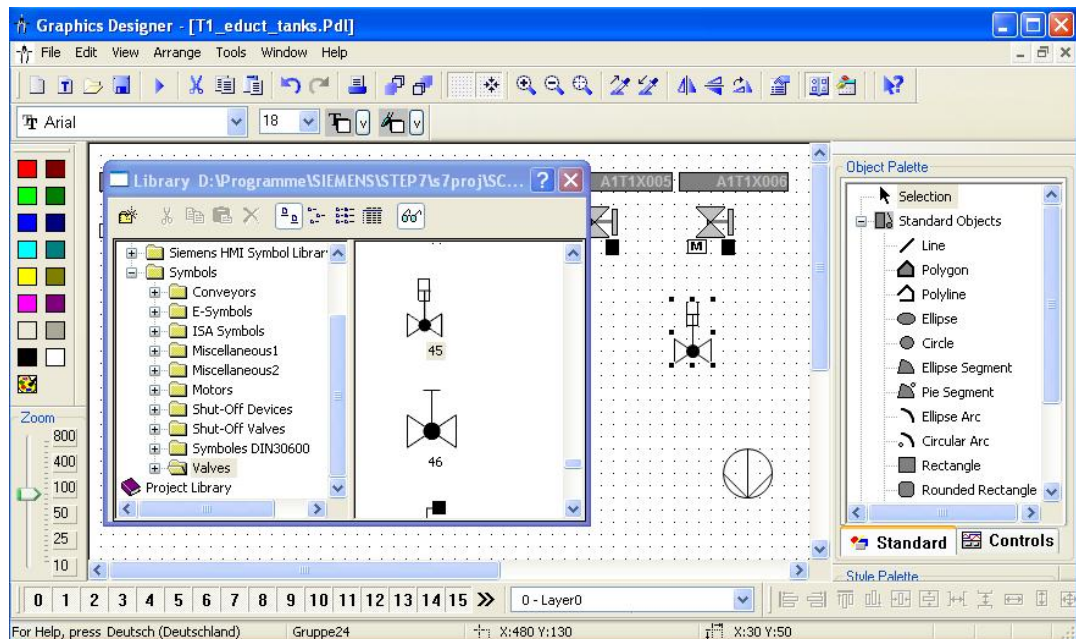 Graphics Designer - [T1_educt_tanks.Pdl]
File Edit View Arrange Tools Window Help
Arial 18
Library D:\Programme\SIEMENS\STEP7\s7proj\SC...
A1T1X005 A1T1X006
Object Palette
Selection
Standard Objects
Line
Polygon
Polyline
Ellipse
Circle
Ellipse Segment
Pie Segment
Ellipse Arc
Circular Arc
Rectangle
Rounded Rectangle
Standard Controls
Style Palette
Siemens HMI Symbol Librar
Symbols
Conveyors
E-Symbols
ISA Symbols
Miscellaneous1
Miscellaneous2
Motors
Shut-Off Devices
Shut-Off Valves
Symboles DIN30600
Valves
Project Library
45
46
M
Zoom
800
400
100
50
25
10
0 1 2 3 4 5 6 7 8 9 10 11 12 13 14 15 0 - Layer0
For Help, press Deutsch (Deutschland) Gruppe24 X:480 Y:130 X:30 Y:50